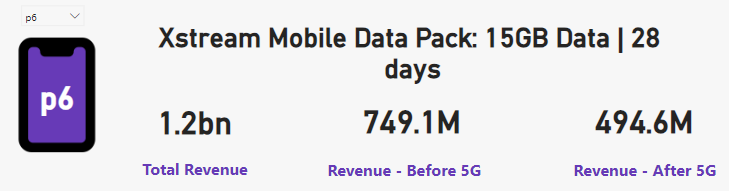 p6
Xstream Mobile Data Pack: 15GB Data | 28
days
p6
1.2bn
749.1M
494.6M
Total Revenue
Revenue - Before 5G
Revenue - After 5G